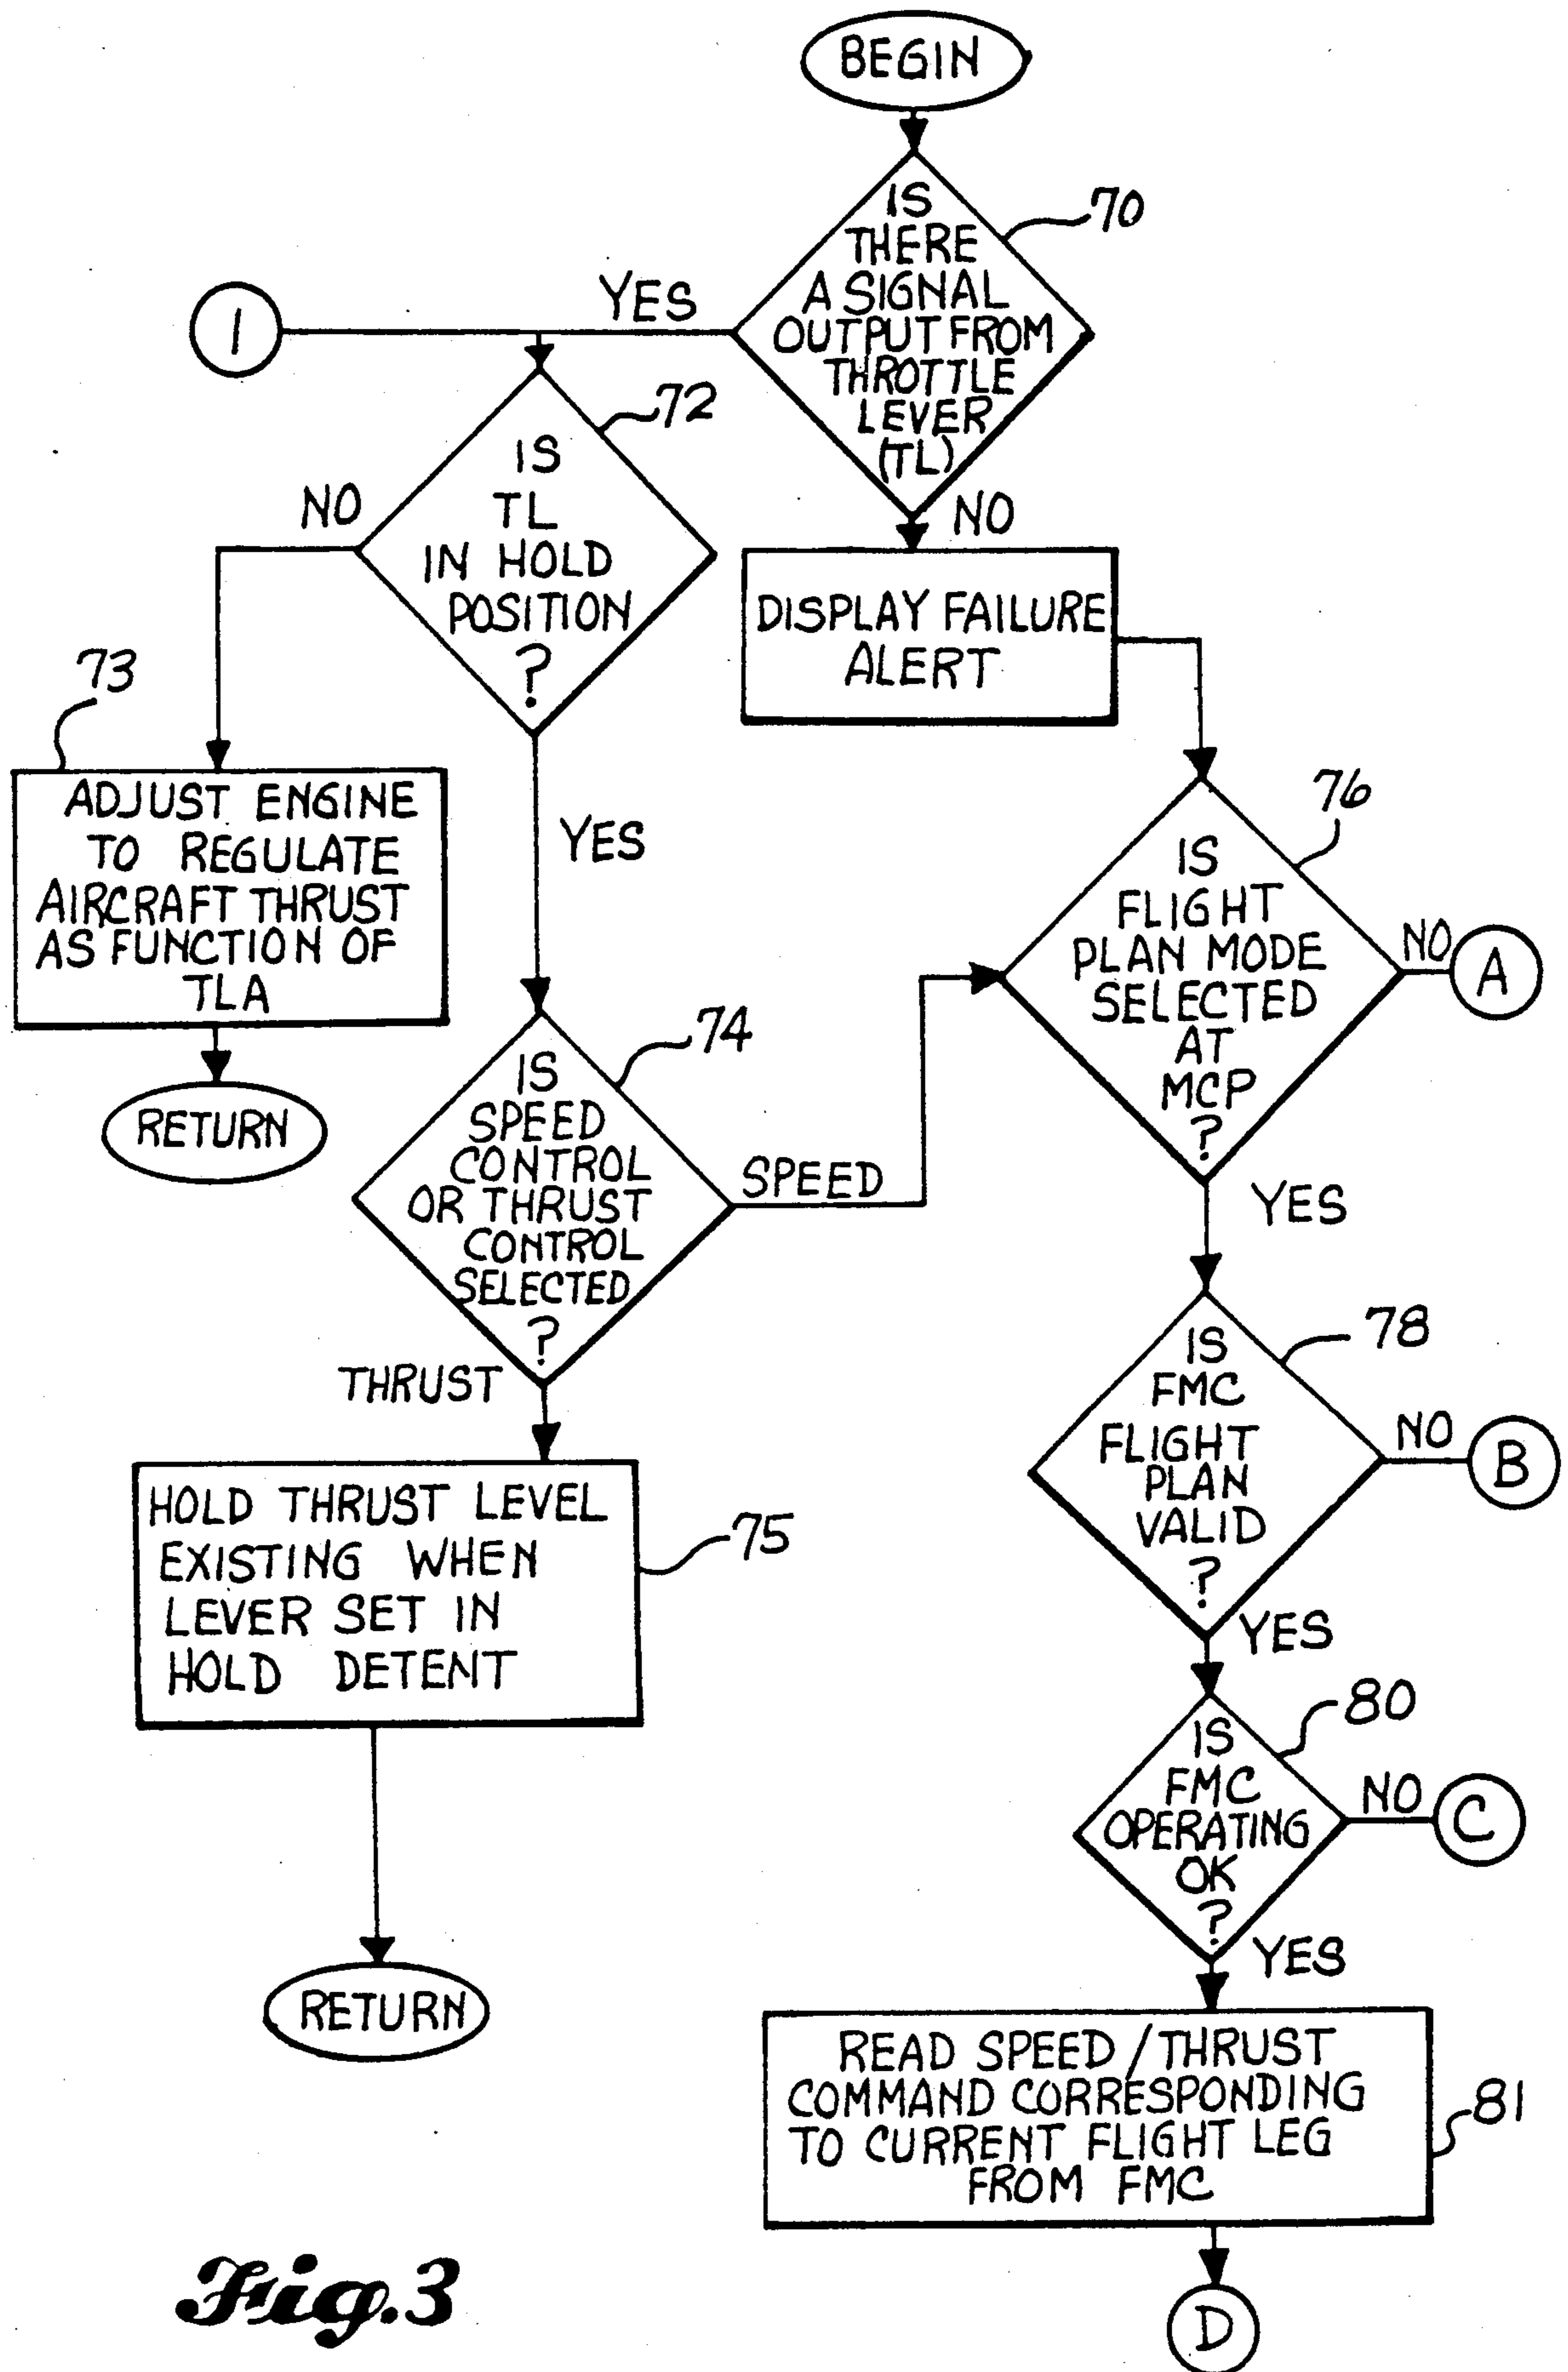 BEGIN
IS
THERE
A SIGNAL
OUTPUT FROM
THROTTLE
LEVER
(TL)
70
YES
1
NO
72
IS
TL
IN HOLD
POSITION
?
NO
DISPLAY FAILURE
ALERT
73
ADJUST ENGINE
TO REGULATE
AIRCRAFT THRUST
AS FUNCTION OF
TLA
RETURN
YES
76
IS
FLIGHT
PLAN MODE
SELECTED
AT
MCP
?
NO
A
74
IS
SPEED
CONTROL
OR THRUST
CONTROL
SELECTED
?
SPEED
YES
THRUST
78
IS
FMC
FLIGHT
PLAN
VALID
?
NO
B
HOLD THRUST LEVEL
EXISTING WHEN
LEVER SET IN
HOLD DETENT
75
YES
80
IS
FMC
OPERATING
OK
?
NO
C
YES
RETURN
READ SPEED/THRUST
COMMAND CORRESPONDING
TO CURRENT FLIGHT LEG
FROM FMC
81
D
Fig.3